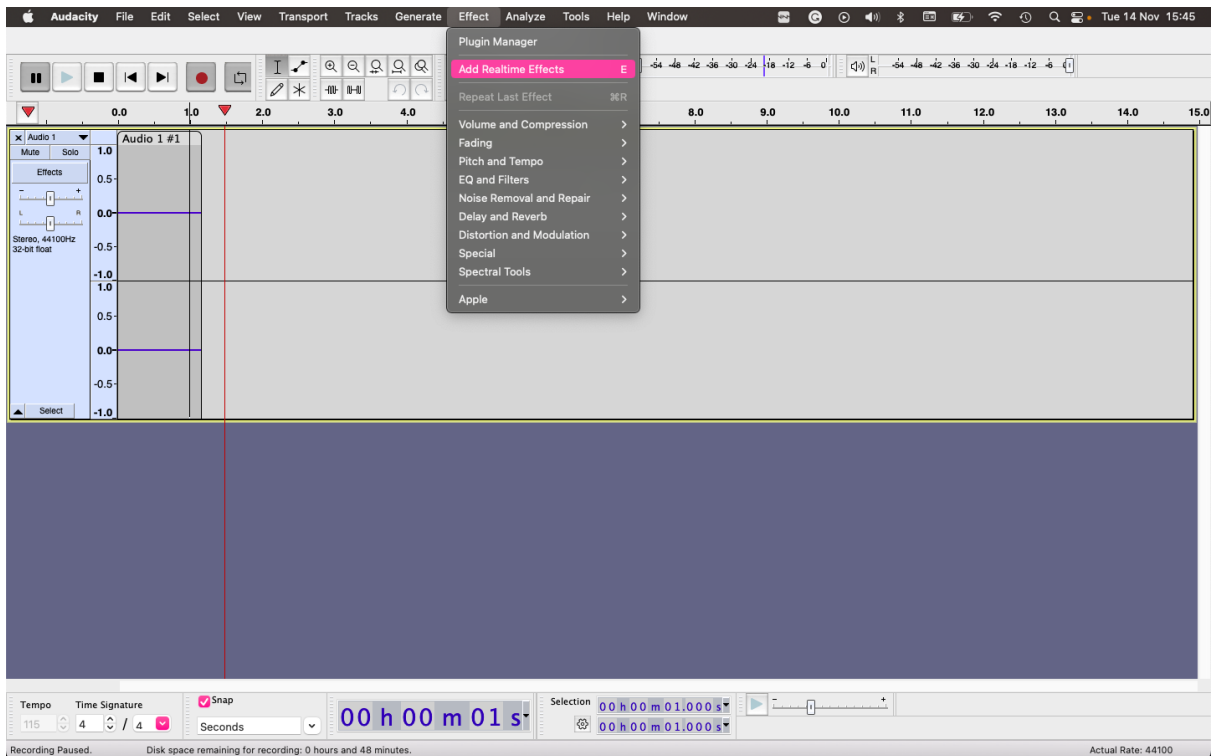 Audacity File Edit Select View Transport Tracks Generate Effect Analyze Tools Help Window Tue 14 Nov 15:45
Plugin Manager
Add Realtime Effects E
Repeat Last Effect ⌘R
Volume and Compression >
Fading >
Pitch and Tempo >
EQ and Filters >
Noise Removal and Repair >
Delay and Reverb >
Distortion and Modulation >
Special >
Spectral Tools >
Apple >
-54 -48 -42 -36 -30 -24 -18 -12 -6 0
L
R
-54 -48 -42 -36 -30 -24 -18 -12 -6
0.0 1.0 2.0 3.0 4.0 8.0 9.0 10.0 11.0 12.0 13.0 14.0 15.0
Audio 1
Audio 1 #1
Mute Solo
Effects
- +
L R
Stereo, 44100Hz
32-bit float
Select
1.0
0.5
0.0
-0.5
-1.0
1.0
0.5
0.0
-0.5
-1.0
Tempo
115
Time Signature
4 / 4
Snap
Seconds
00 h 00 m 01 s
Selection
00 h 00 m 01.000 s
00 h 00 m 01.000 s
- +
Recording Paused.
Disk space remaining for recording: 0 hours and 48 minutes.
Actual Rate: 44100